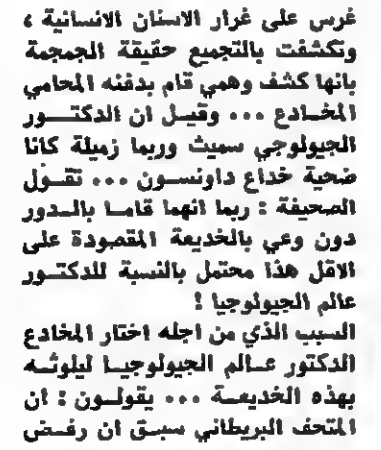 غرس على غرار الاسنان الانسانية ،
وتكشفت بالتجميع حقيقة الجمجمة
بانها كشف وهمي قام بدفنه المحامي
المخادع ... وقيل ان الدكتور
الجيولوجي سميث وربما زميلة كانا
ضحية خداع داونسون ... تقول
الصحيفة : ربما انهما قاما بالدور
دون وعي بالخديعة المقصودة على
الاقل هذا محتمل بالنسبة للدكتور
عالم الجيولوجيا !
السبب الذي من اجله اختار المخادع
الدكتور عالم الجيولوجيا ليلوثه
بهذه الخديعة ... يقولون : ان
المتحف البريطاني سبق ان رفض